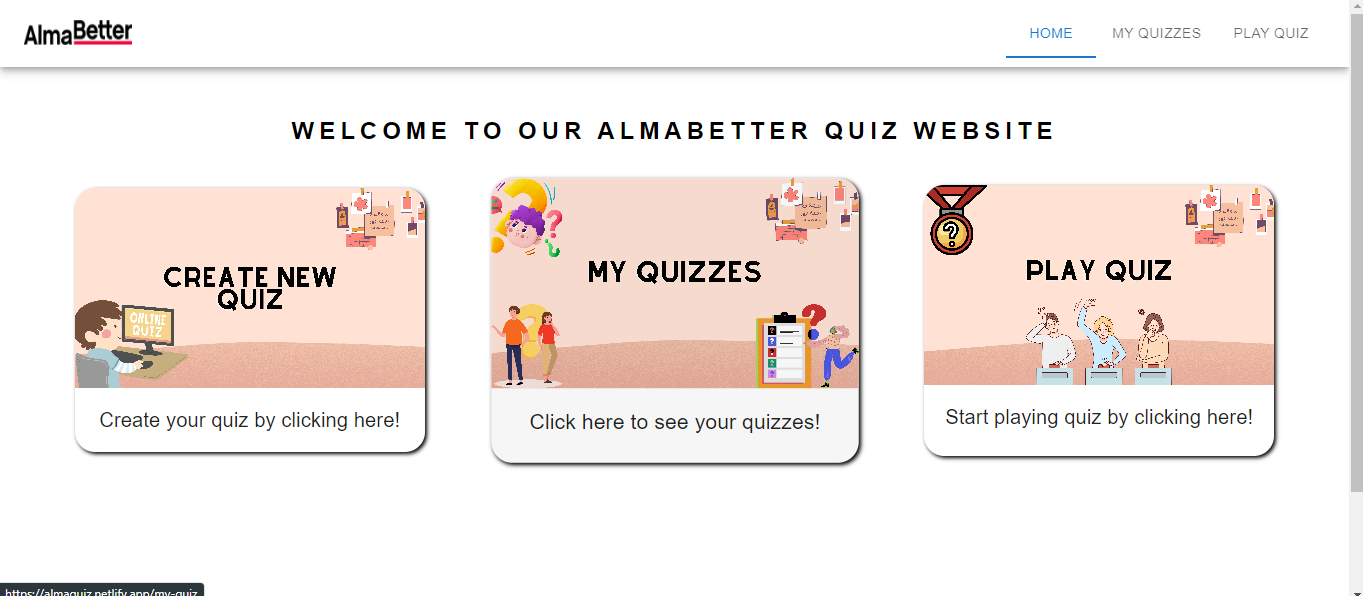 AlmaBetter
HOME MY QUIZZES PLAY QUIZ
WELCOME TO OUR ALMABETTER QUIZ WEBSITE
CREATE NEW
QUIZ
ONLINE
QUIZ
Create your quiz by clicking here!
MY QUIZZES
Click here to see your quizzes!
PLAY QUIZ
Start playing quiz by clicking here!
https://almaquiz.netlify.app/my-quiz